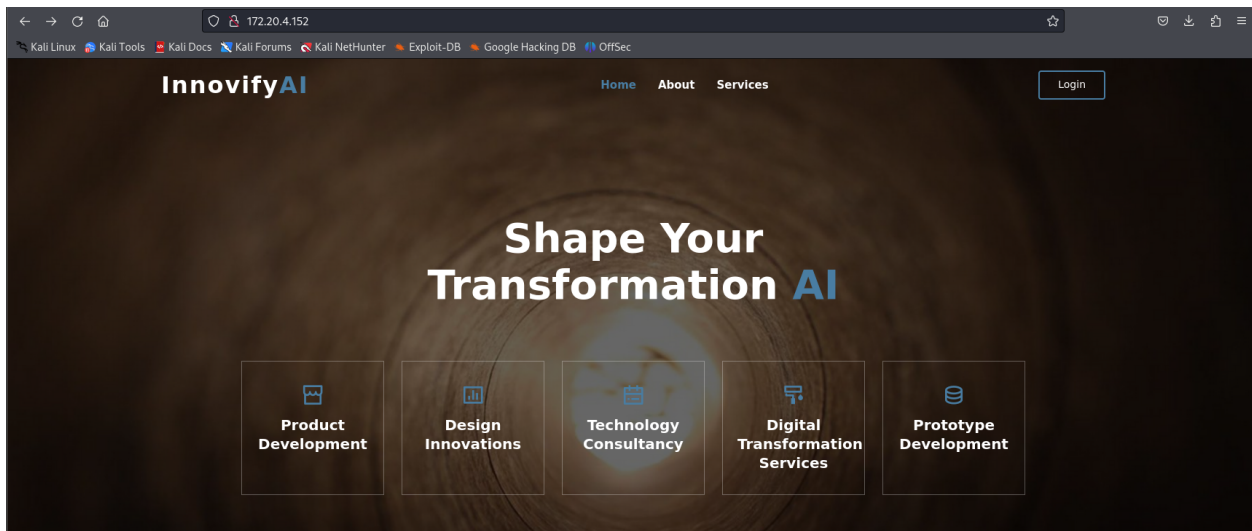 172.20.4.152
Kali Linux Kali Tools Kali Docs Kali Forums Kali NetHunter Exploit-DB Google Hacking DB OffSec
InnovifyAI Home About Services Login
Shape Your
Transformation AI
Product Design Technology Digital Prototype
Development Innovations Consultancy Transformation Development
Services